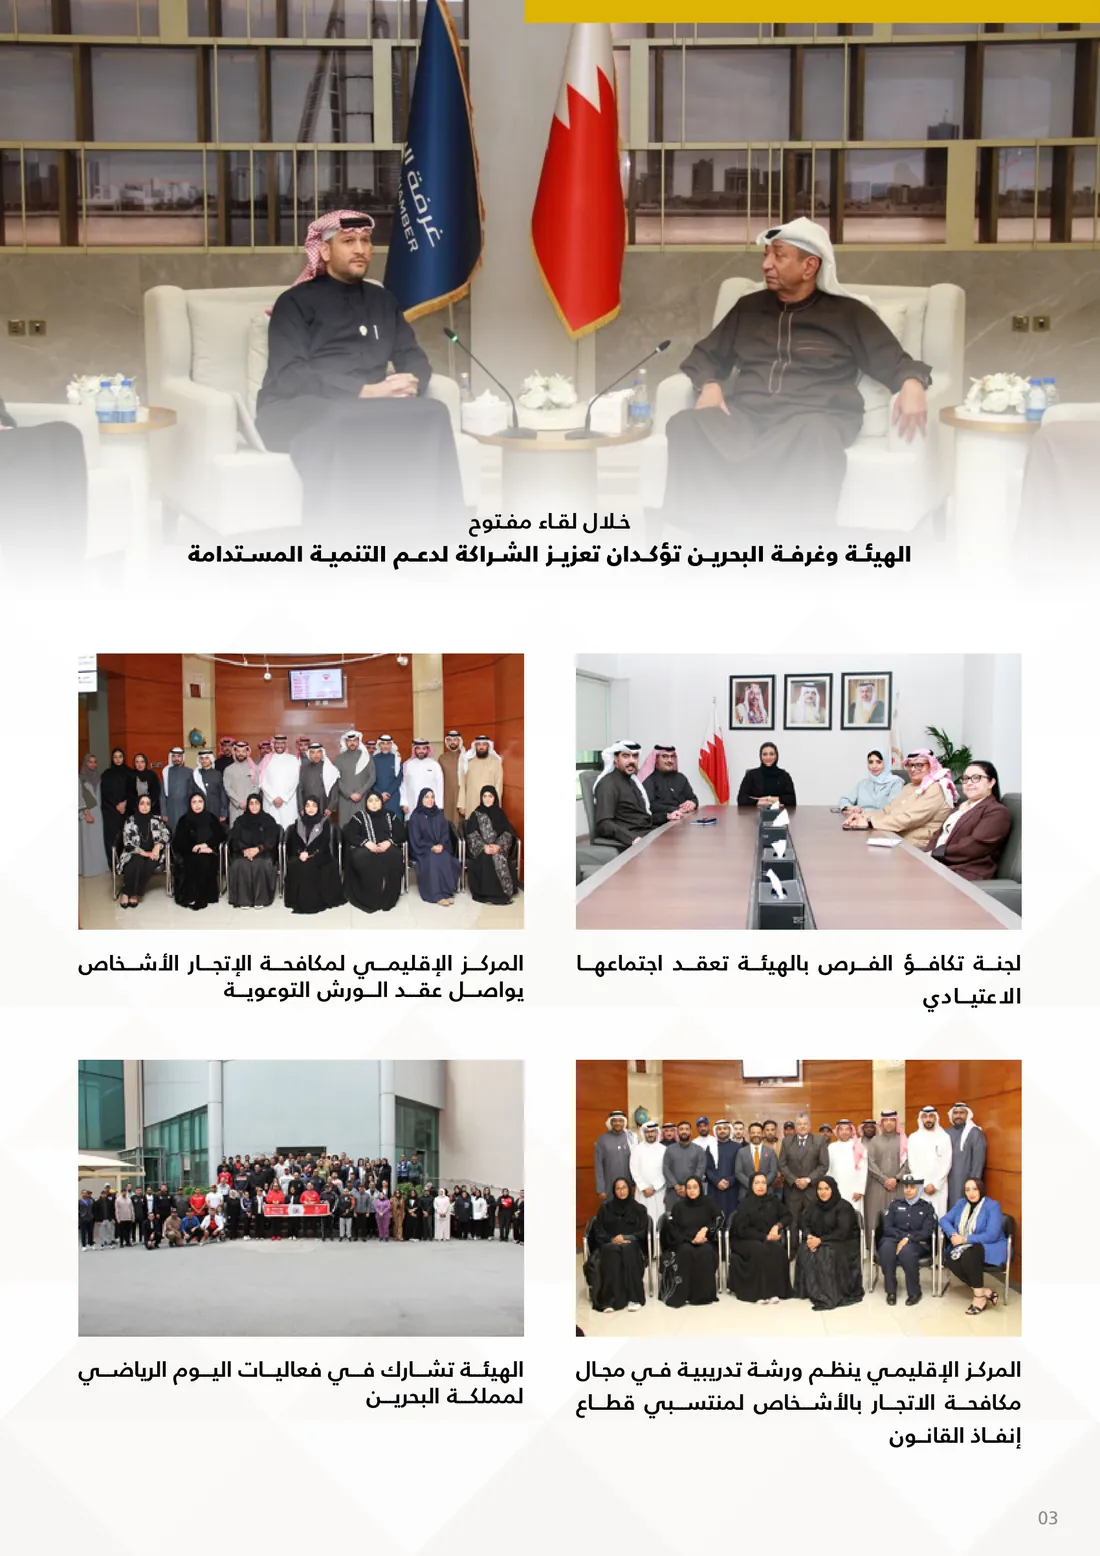 غرفة
CHAMBER
خلال لقاء مفتوح
الهيئة وغرفة البحرين تؤكدان تعزيز الشراكة لدعم التنمية المستدامة
لجنة تكافؤ الفرص بالهيئة تعقد اجتماعها
الاعتيادي
المركز الإقليمي لمكافحة الإتجار الأشخاص
يواصل عقد الورش التوعوية
المركز الإقليمي ينظم ورشة تدريبية في مجال
مكافحة الاتجار بالأشخاص لمنتسبي قطاع
إنفاذ القانون
الهيئة تشارك في فعاليات اليوم الرياضي
لمملكة البحرين
03